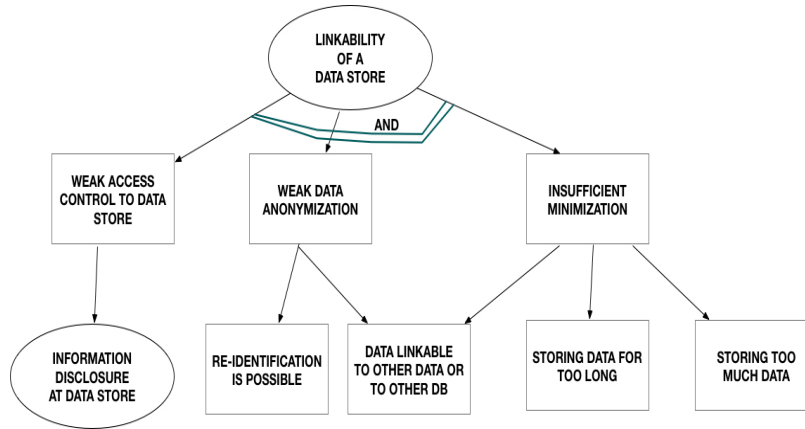 LINKABILITY
OF A
DATA STORE
AND
WEAK ACCESS
CONTROL TO DATA
STORE
WEAK DATA
ANONYMIZATION
INSUFFICIENT
MINIMIZATION
INFORMATION
DISCLOSURE
AT DATA STORE
RE-IDENTIFICATION
IS POSSIBLE
DATA LINKABLE
TO OTHER DATA OR
TO OTHER DB
STORING DATA FOR
TOO LONG
STORING TOO
MUCH DATA